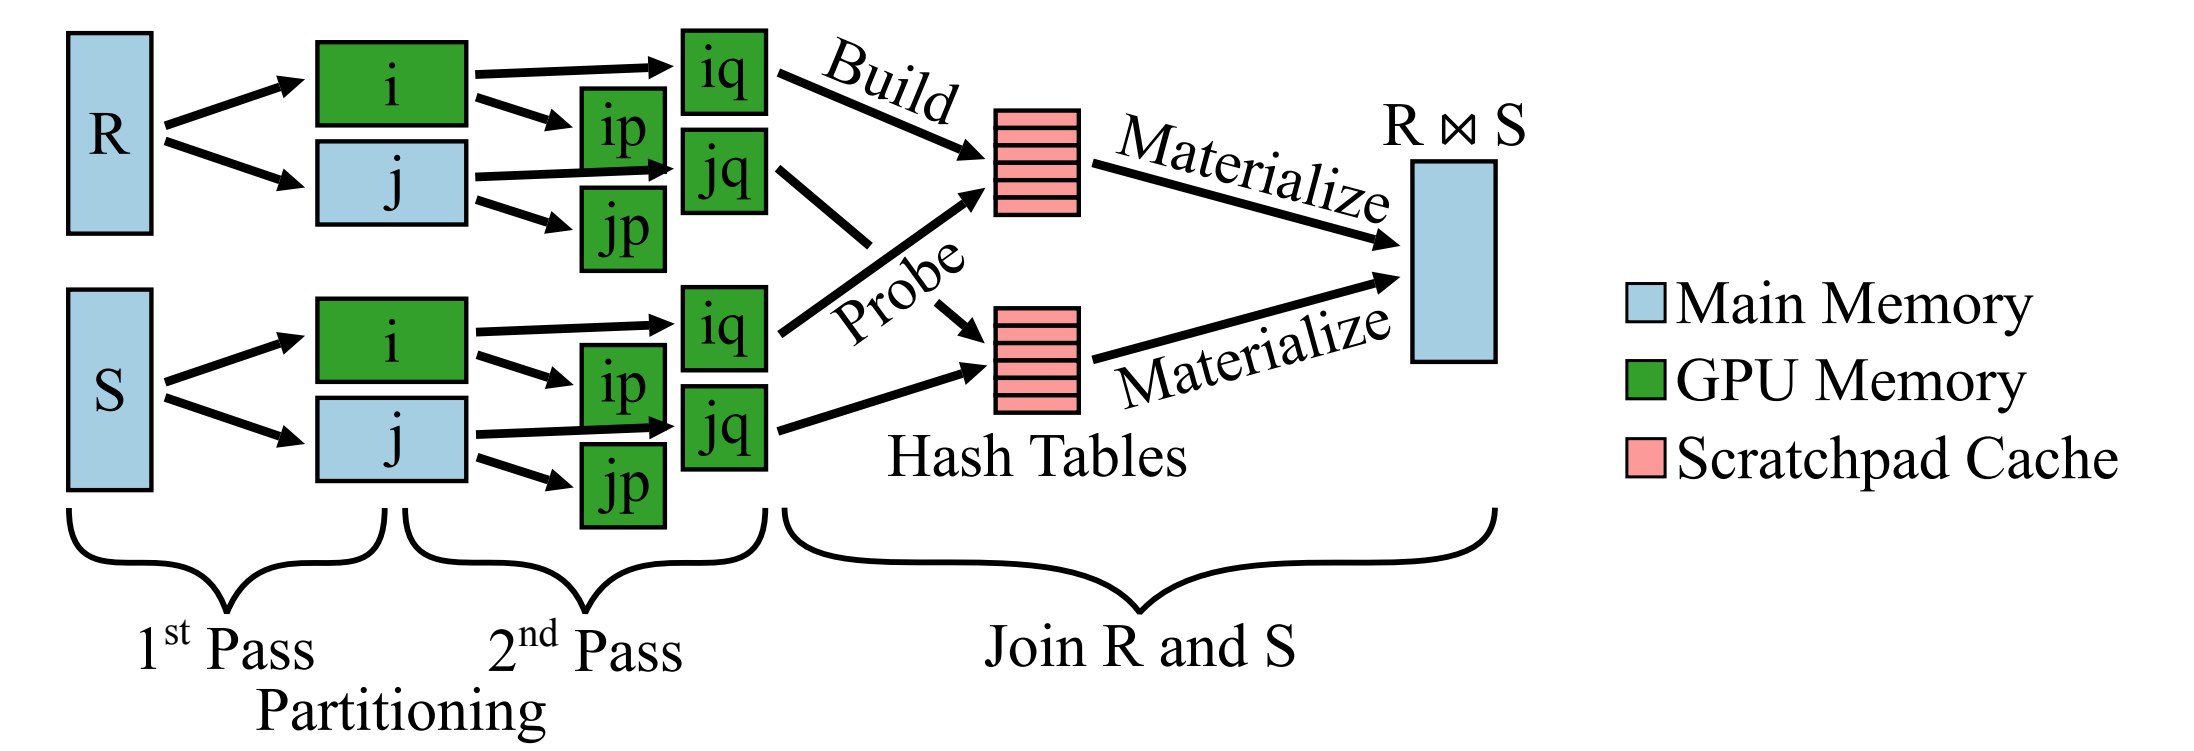 R
i
j
iq
ip
jq
jp
S
i
j
iq
ip
jq
jp
Build
Probe
Hash Tables
Materialize
Materialize
R ⋈ S
Main Memory
GPU Memory
Scratchpad Cache
1st Pass
2nd Pass
Partitioning
Join R and S